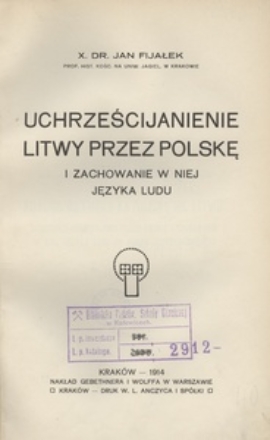 X. DR. JAN FIJAŁEK
PROF. HIST. KOŚC. NA UNIW. JAGIEL. W KRAKOWIE
UCHRZEŚCIJANIENIE
LITWY PRZEZ POLSKĘ
I ZACHOWANIE W NIEJ
JĘZYKA LUDU
2912-
KRAKÓW — 1914
NAKŁAD GEBETHNERA I WOLFFA W WARSZAWIE
KRAKÓW — DRUK W. L. ANCZYCA I SPÓŁKI